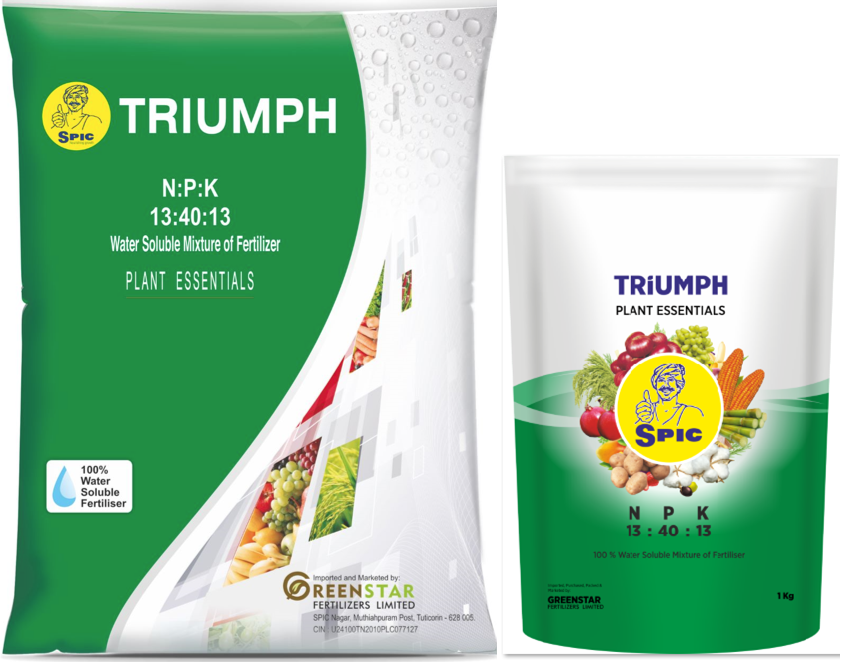 SPIC
TRIUMPH
N:P:K
13:40:13
Water Soluble Mixture of Fertilizer
PLANT ESSENTIALS
100%
Water
Soluble
Fertiliser
Imported and Marketed by:
GREENSTAR
FERTILIZERS LIMITED
SPIC Nagar, Muthiahpuram Post, Tuticorin - 628 005.
CIN U24100TN2010PLC077127
TRiUMPH
PLANT ESSENTIALS
SPIC
N P K
13 : 40 : 13
100 % Water Soluble Mixture of Fertiliser
Marketed by
GREENSTAR
FERTILIZERS LIMITED
1 Kg